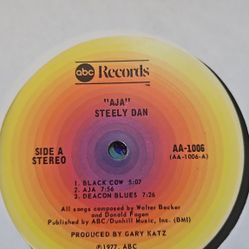 abc Records
"AJA"
STEELY DAN
SIDE A
STEREO
AA-1006
(AA-1006-A)
1. BLACK COW 5:07
2. AJA 7:56
3. DEACON BLUES 7:26
All songs composed by Walter Becker
and Donald Fagen
Published by ABC/Dunhill Music, Inc. (BMI)
PRODUCED BY GARY KATZ
©1977, ABC